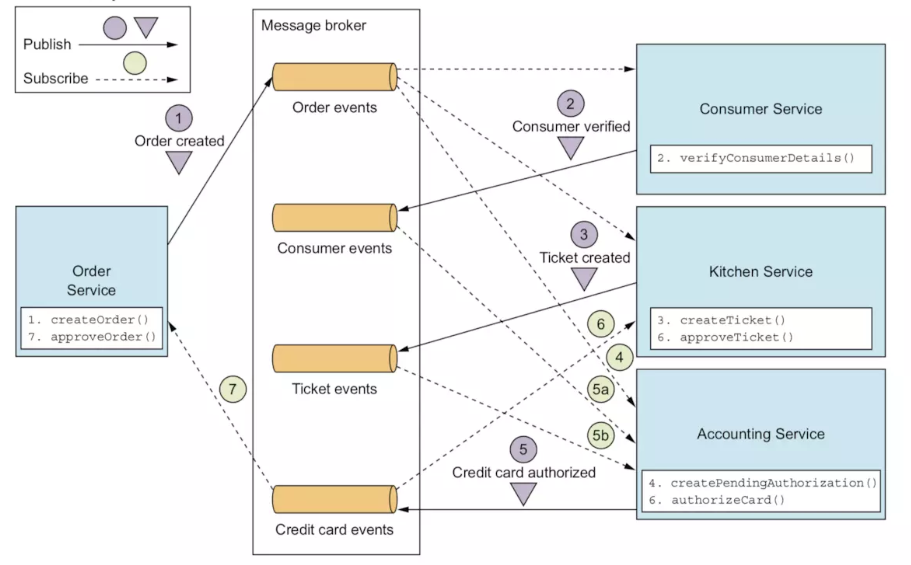 Publish
Subscribe
Message broker
Order events
Consumer events
Ticket events
Credit card events
1
Order created
Order
Service
1. createOrder()
7. approveOrder()
7
2
Consumer verified
3
Ticket created
6
4
5a
5b
5
Credit card authorized
Consumer Service
2. verifyConsumerDetails()
Kitchen Service
3. createTicket()
6. approveTicket()
Accounting Service
4. createPendingAuthorization()
6. authorizeCard()